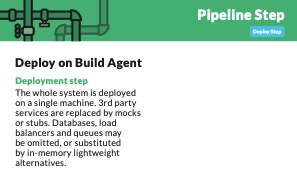 Pipeline Step
Deploy Step
Deploy on Build Agent
Deployment step
The whole system is deployed
on a single machine. 3rd party
services are replaced by mocks
or stubs. Databases, load
balancers and queues may
be omitted, or substituted
by in-memory lightweight
alternatives.